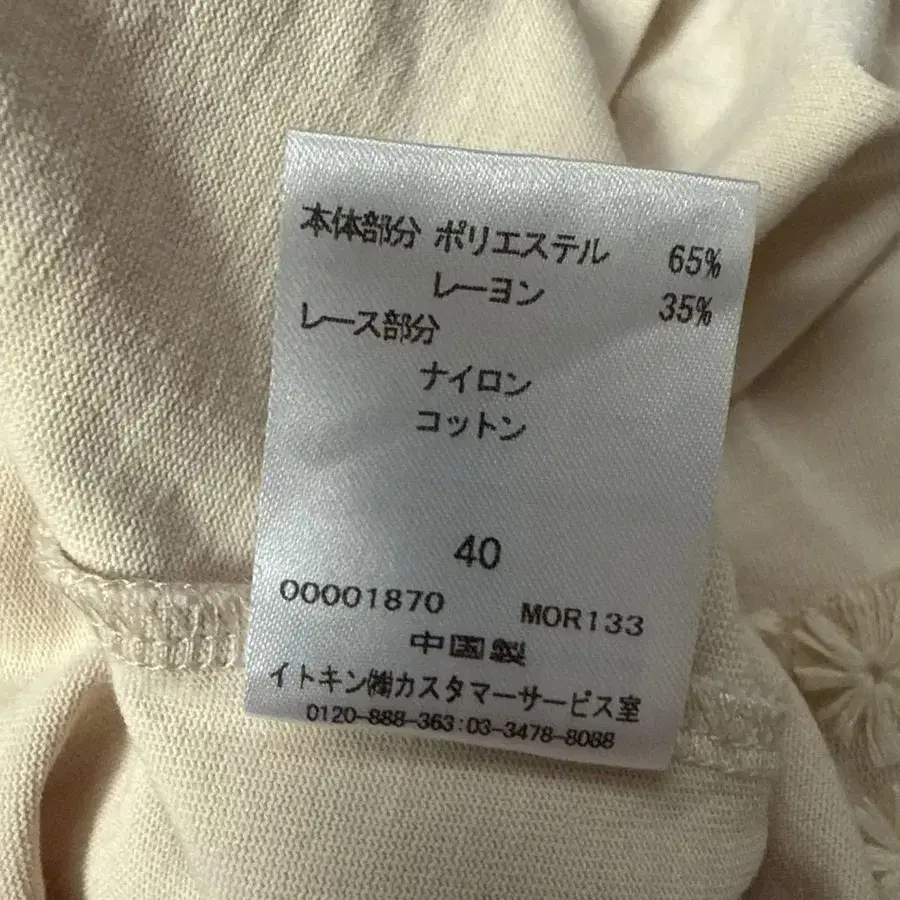 本体部分 ポリエステル 65%
レーヨン 35%
レース部分
ナイロン
コットン
40
00001870 MOR133
中国製
イトキン㈱カスタマーサービス室
0120-888-363:03-3478-8088